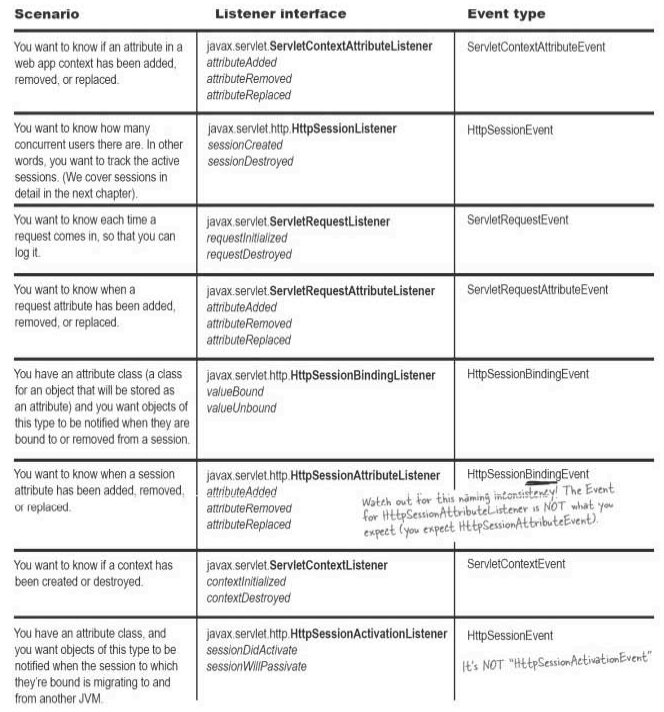 Scenario
Listener interface
Event type
You want to know if an attribute in a
web app context has been added,
removed, or replaced.
javax.servlet.ServletContextAttributeListener
attributeAdded
attributeRemoved
attributeReplaced
ServletContextAttributeEvent
You want to know how many
concurrent users there are. In other
words, you want to track the active
sessions. (We cover sessions in
detail in the next chapter).
javax.servlet.http.HttpSessionListener
sessionCreated
sessionDestroyed
HttpSessionEvent
You want to know each time a
request comes in, so that you can
log it.
javax.servlet.ServletRequestListener
requestInitialized
requestDestroyed
ServletRequestEvent
You want to know when a
request attribute has been added,
removed, or replaced.
javax.servlet.ServletRequestAttributeListener
attributeAdded
attributeRemoved
attributeReplaced
ServletRequestAttributeEvent
You have an attribute class (a class
for an object that will be stored as
an attribute) and you want objects of
this type to be notified when they are
bound to or removed from a session.
javax.servlet.http.HttpSessionBindingListener
valueBound
valueUnbound
HttpSessionBindingEvent
You want to know when a session
attribute has been added, removed,
or replaced.
javax.servlet.http.HttpSessionAttributeListener
attributeAdded
attributeRemoved
attributeReplaced
HttpSessionBindingEvent
Watch out for this naming inconsistency! The Event
for HttpSessionAttributeListener is NOT what you
expect (you expect HttpSessionAttributeEvent).
You want to know if a context has
been created or destroyed.
javax.servlet.ServletContextListener
contextInitialized
contextDestroyed
ServletContextEvent
You have an attribute class, and
you want objects of this type to be
notified when the session to which
they're bound is migrating to and
from another JVM.
javax.servlet.http.HttpSessionActivationListener
sessionDidActivate
sessionWillPassivate
HttpSessionEvent
It's NOT "HttpSessionActivationEvent"